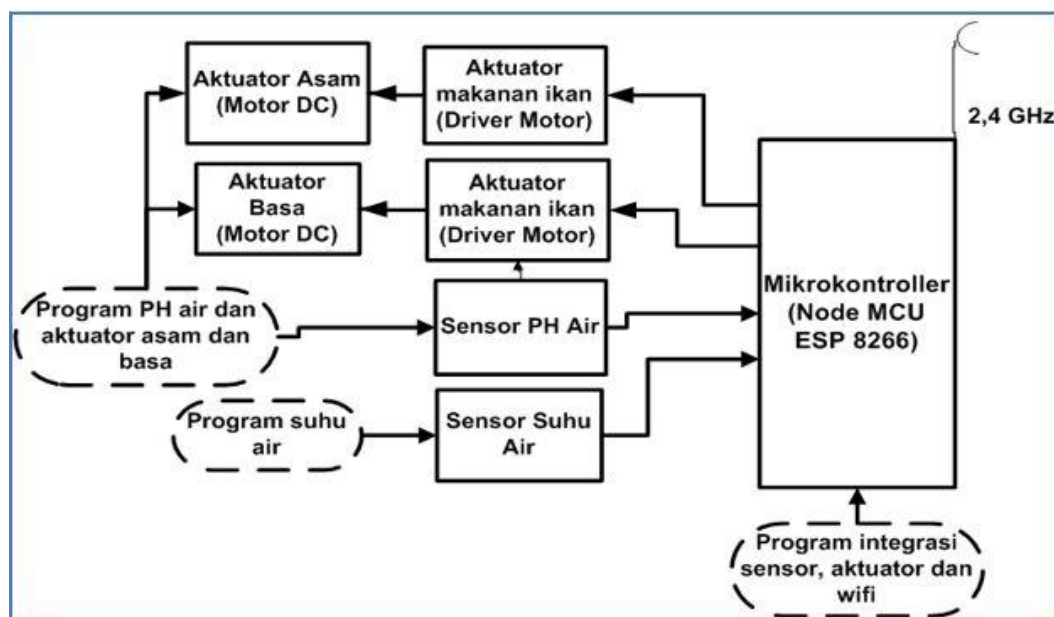 Aktuator Asam
(Motor DC)
Aktuator
makanan ikan
(Driver Motor)
2,4 GHz
Aktuator
Basa
(Motor DC)
Aktuator
makanan ikan
(Driver Motor)
Mikrokontroller
(Node MCU
ESP 8266)
Program PH air dan
aktuator asam dan
basa
Sensor PH Air
Program suhu
air
Sensor Suhu
Air
Program integrasi
sensor, aktuator dan
wifi